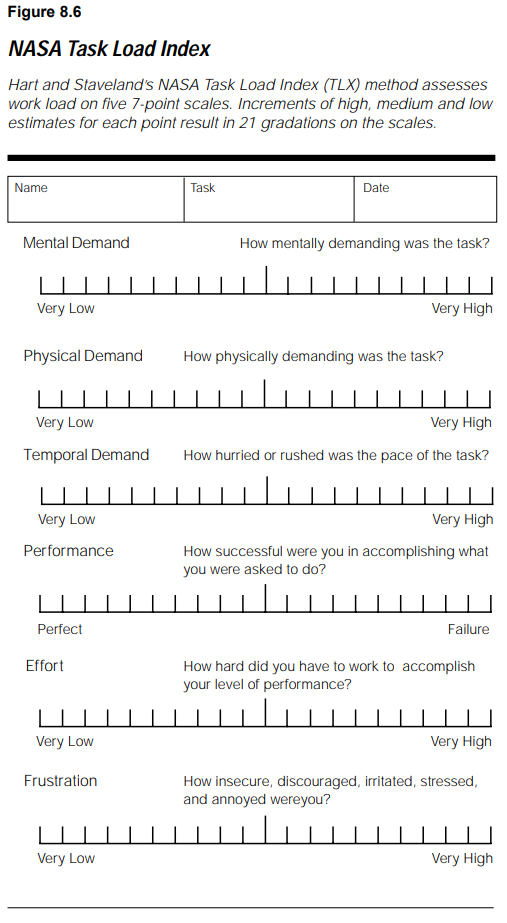 Figure 8.6
NASA Task Load Index
Hart and Staveland's NASA Task Load Index (TLX) method assesses
work load on five 7-point scales. Increments of high, medium and low
estimates for each point result in 21 gradations on the scales.
Name Task Date
Mental Demand How mentally demanding was the task?
Very Low Very High
Physical Demand How physically demanding was the task?
Very Low Very High
Temporal Demand How hurried or rushed was the pace of the task?
Very Low Very High
Performance How successful were you in accomplishing what
you were asked to do?
Perfect Failure
Effort How hard did you have to work to accomplish
your level of performance?
Very Low Very High
Frustration How insecure, discouraged, irritated, stressed,
and annoyed wereyou?
Very Low Very High